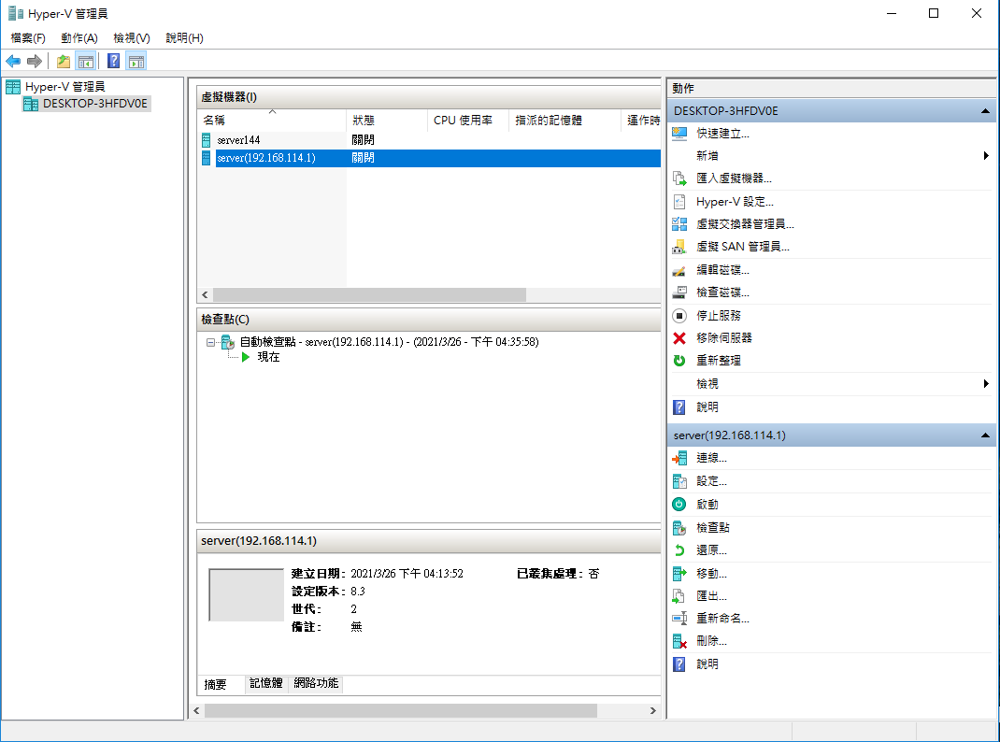 Hyper-V 管理員
檔案(F) 動作(A) 檢視(V) 說明(H)
Hyper-V 管理員
DESKTOP-3HFDV0E
虛擬機器(I)
名稱 狀態 CPU 使用率 指派的記憶體 運作時
server144 關閉
server(192.168.114.1) 關閉
檢查點(C)
自動檢查點 - server(192.168.114.1) - (2021/3/26 - 下午 04:35:58)
現在
server(192.168.114.1)
建立日期: 2021/3/26 下午 04:13:52 已叢集處理: 否
設定版本: 8.3
世代: 2
備註: 無
摘要 記憶體 網路功能
動作
DESKTOP-3HFDV0E
快速建立...
新增
匯入虛擬機器...
Hyper-V 設定...
虛擬交換器管理員...
虛擬 SAN 管理員...
編輯磁碟...
檢查磁碟...
停止服務
移除伺服器
重新整理
檢視
說明
server(192.168.114.1)
連線...
設定...
啟動
檢查點
還原...
移動...
匯出...
重新命名...
刪除...
說明